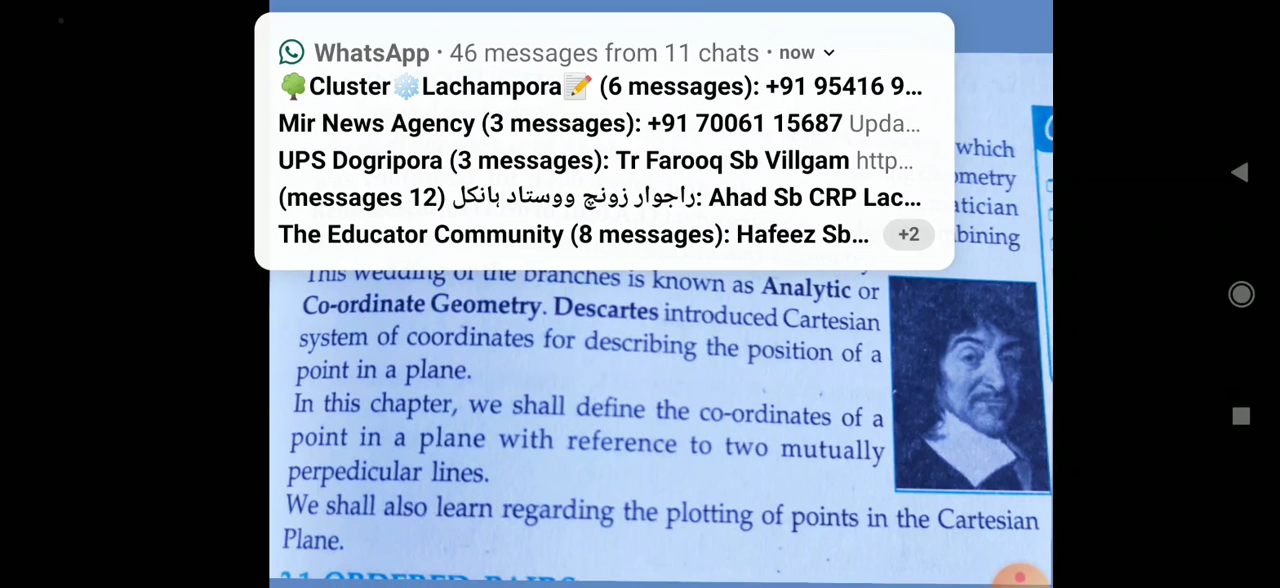 WhatsApp · 46 messages from 11 chats · now
🌳Cluster❄️Lachampora📝 (6 messages): +91 95416 9...
Mir News Agency (3 messages): +91 70061 15687 Upda...
UPS Dogripora (3 messages): Tr Farooq Sb Villgam http...
(messages 12) راجوار زونچ ووستاد بانکل: Ahad Sb CRP Lac...
The Educator Community (8 messages): Hafeez Sb... +2
which
ometry
atician
bining
This wedding of the branches is known as Analytic or
Co-ordinate Geometry. Descartes introduced Cartesian
system of coordinates for describing the position of a
point in a plane.
In this chapter, we shall define the co-ordinates of a
point in a plane with reference to two mutually
perpedicular lines.
We shall also learn regarding the plotting of points in the Cartesian
Plane.
ORDERED PAIRS